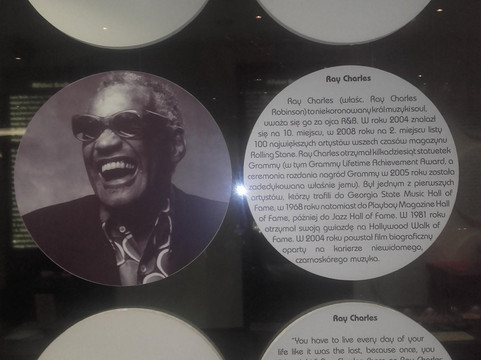 Ray Charles
Ray Charles (właśc. Ray Charles
Robinson) to niekoronowany król muzyki soul,
uważa się go za ojca R&B. W roku 2004 znalazł
się na 10. miejscu, w 2008 roku na 2. miejscu listy
100 największych artystów wszech czasów magazynu
Rolling Stone. Ray Charles otrzymał kilkadziesiąt statuetek
Grammy (w tym Grammy Lifetime Achievement Award, a
ceremonia rozdania nagród Grammy w 2005 roku została
zadedykowana właśnie jemu). Był jednym z pierwszych
artystów, którzy trafili do Georgia State Music Hall of
Fame, w 1968 roku natomiast do Playboy Magazine Hall
of Fame, później do Jazz Hall of Fame. W 1981 roku
otrzymał swoją gwiazdę na Hollywood Walk of
Fame. W 2004 roku powstał film biograficzny
oparty na karierze niewidomego,
czarnoskórego muzyka.
Ray Charles
"You have to live every day of your
life like it was the last, because once, you